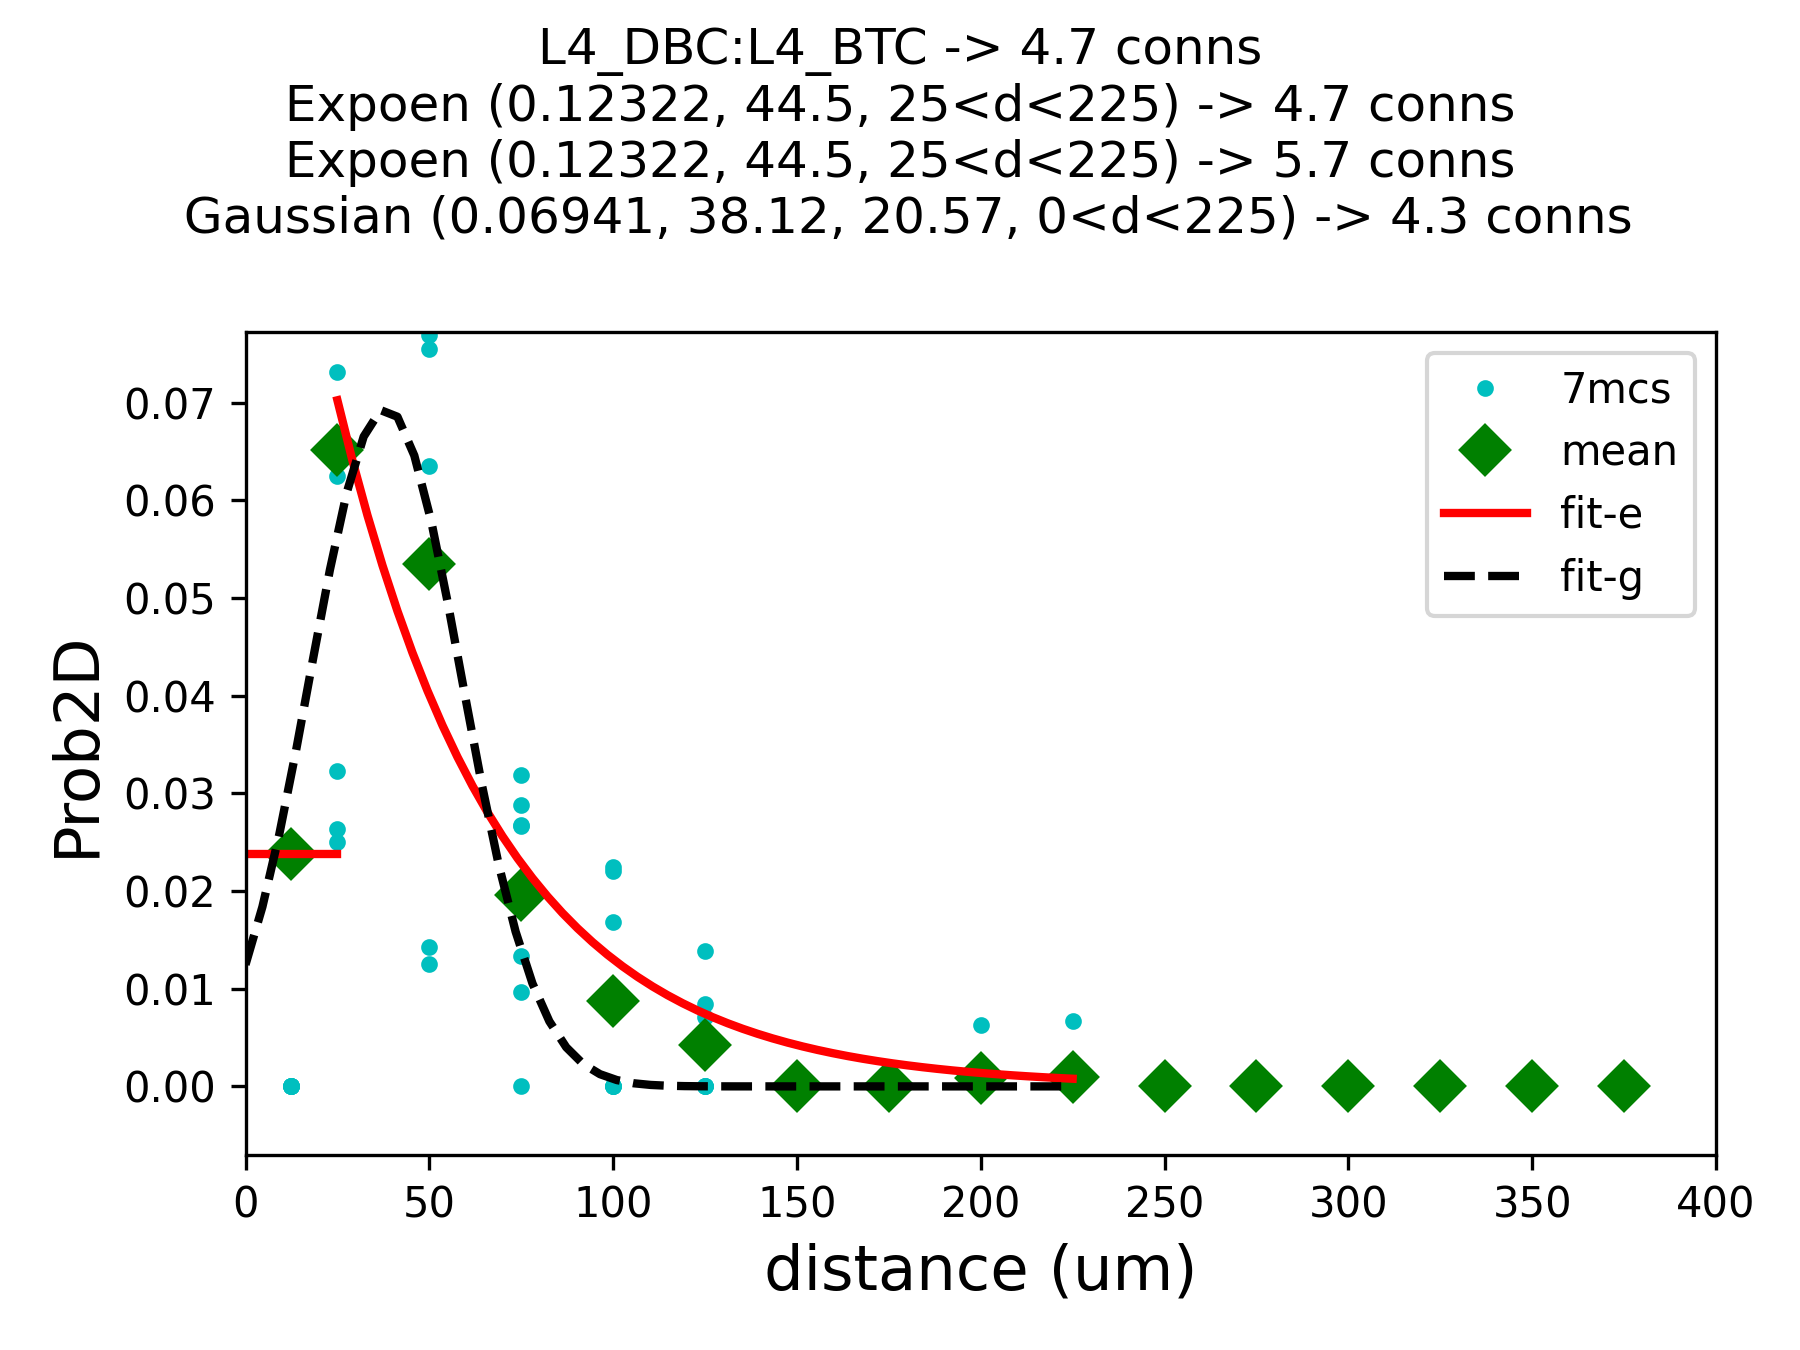 L4_DBC:L4_BTC -> 4.7 conns
Expoen (0.12322, 44.5, 25<d<225) -> 4.7 conns
Expoen (0.12322, 44.5, 25<d<225) -> 5.7 conns
Gaussian (0.06941, 38.12, 20.57, 0<d<225) -> 4.3 conns
7mcs
mean
fit-e
fit-g
Prob2D
0.07
0.06
0.05
0.04
0.03
0.02
0.01
0.00
0 50 100 150 200 250 300 350 400
distance (um)